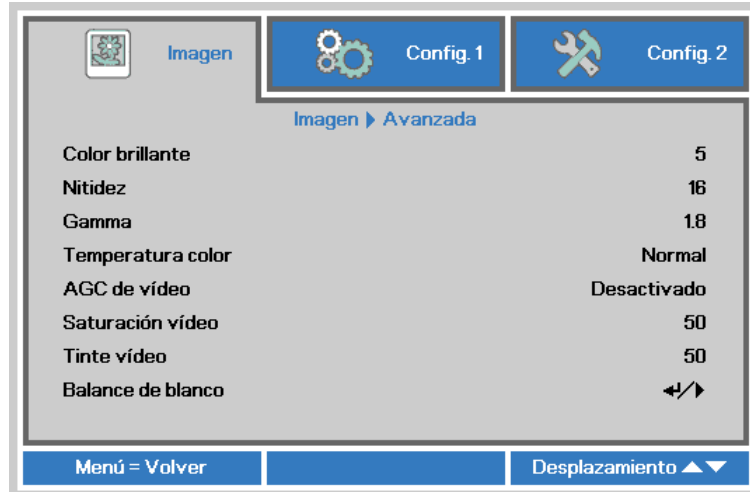 Imagen
Config. 1
Config. 2
Imagen Avanzada
Color brillante 5
Nitidez 16
Gamma 1.8
Temperatura color Normal
AGC de vídeo Desactivado
Saturación vídeo 50
Tinte vídeo 50
Balance de blanco /
Menú = Volver
Desplazamiento